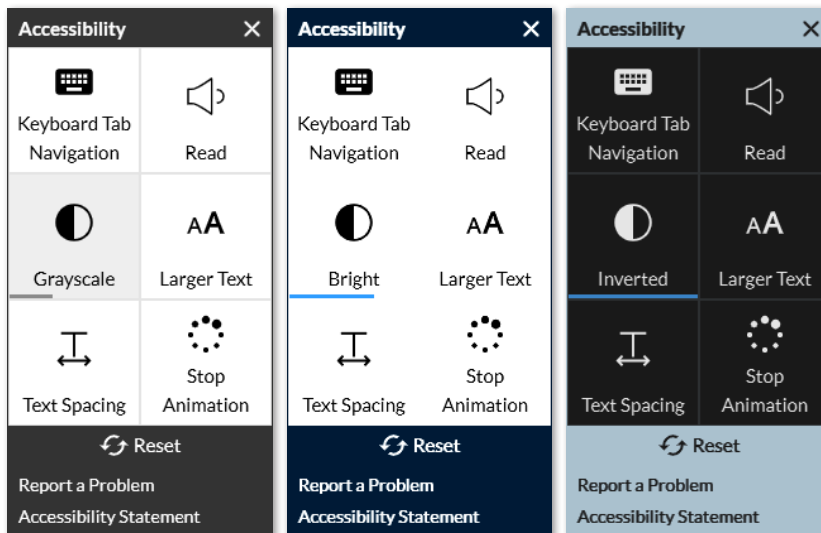 Accessibility
Keyboard Tab
Navigation
Read
Grayscale
Larger Text
Text Spacing
Stop
Animation
Reset
Report a Problem
Accessibility Statement
Accessibility
Keyboard Tab
Navigation
Read
Bright
Larger Text
Text Spacing
Stop
Animation
Reset
Report a Problem
Accessibility Statement
Accessibility
Keyboard Tab
Navigation
Read
Inverted
Larger Text
Text Spacing
Stop
Animation
Reset
Report a Problem
Accessibility Statement